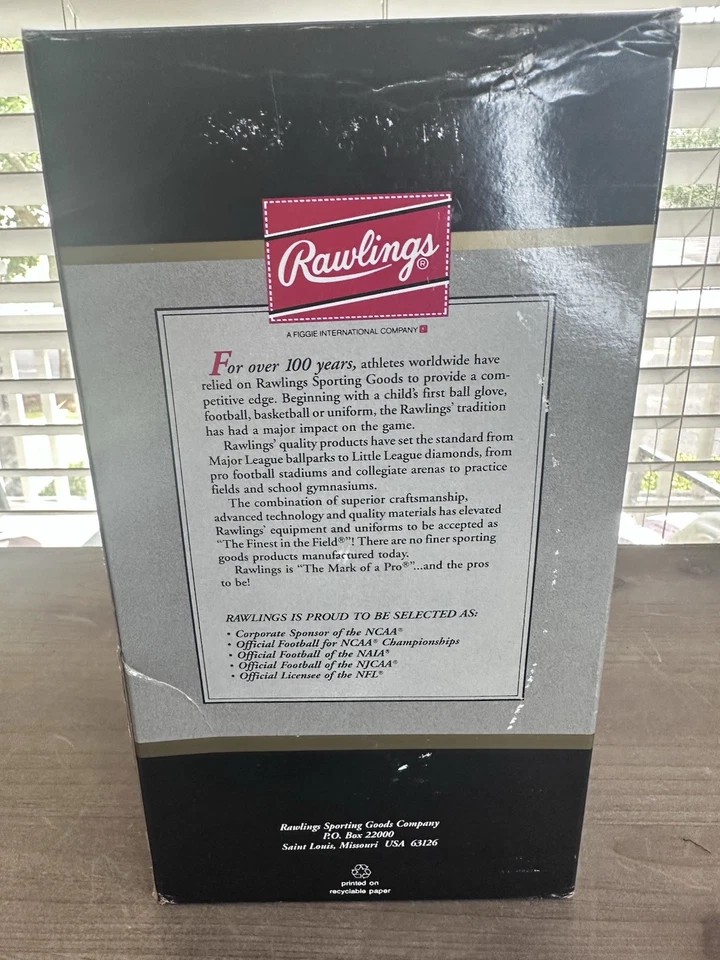 Rawlings®
A FIGGIE INTERNATIONAL COMPANY
For over 100 years, athletes worldwide have
relied on Rawlings Sporting Goods to provide a com-
petitive edge. Beginning with a child's first ball glove,
football, basketball or uniform, the Rawlings' tradition
has had a major impact on the game.
Rawlings' quality products have set the standard from
Major League ballparks to Little League diamonds, from
pro football stadiums and collegiate arenas to practice
fields and school gymnasiums.
The combination of superior craftsmanship,
advanced technology and quality materials has elevated
Rawlings' equipment and uniforms to be accepted as
"The Finest in the Field®"! There are no finer sporting
goods products manufactured today.
Rawlings is "The Mark of a Pro®"...and the pros
to be!
RAWLINGS IS PROUD TO BE SELECTED AS:
• Corporate Sponsor of the NCAA®
• Official Football for NCAA® Championships
• Official Football of the NAIA®
• Official Football of the NJCAA®
• Official Licensee of the NFL®
Rawlings Sporting Goods Company
P.O. Box 22000
Saint Louis, Missouri USA 63126
printed on
recyclable paper